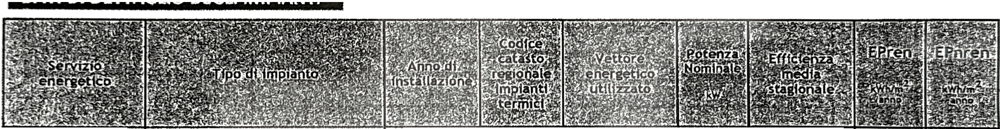 Servizio
energetico
Tipo di impianto
Anno di
installazione
Codice
catasto
regionale
impianti
termici
Vettore
energetico
utilizzato
Potenza
Nominale
kW
Efficienza
media
stagionale
EPren
kWh/m²
anno
EPnren
kWh/m²
anno